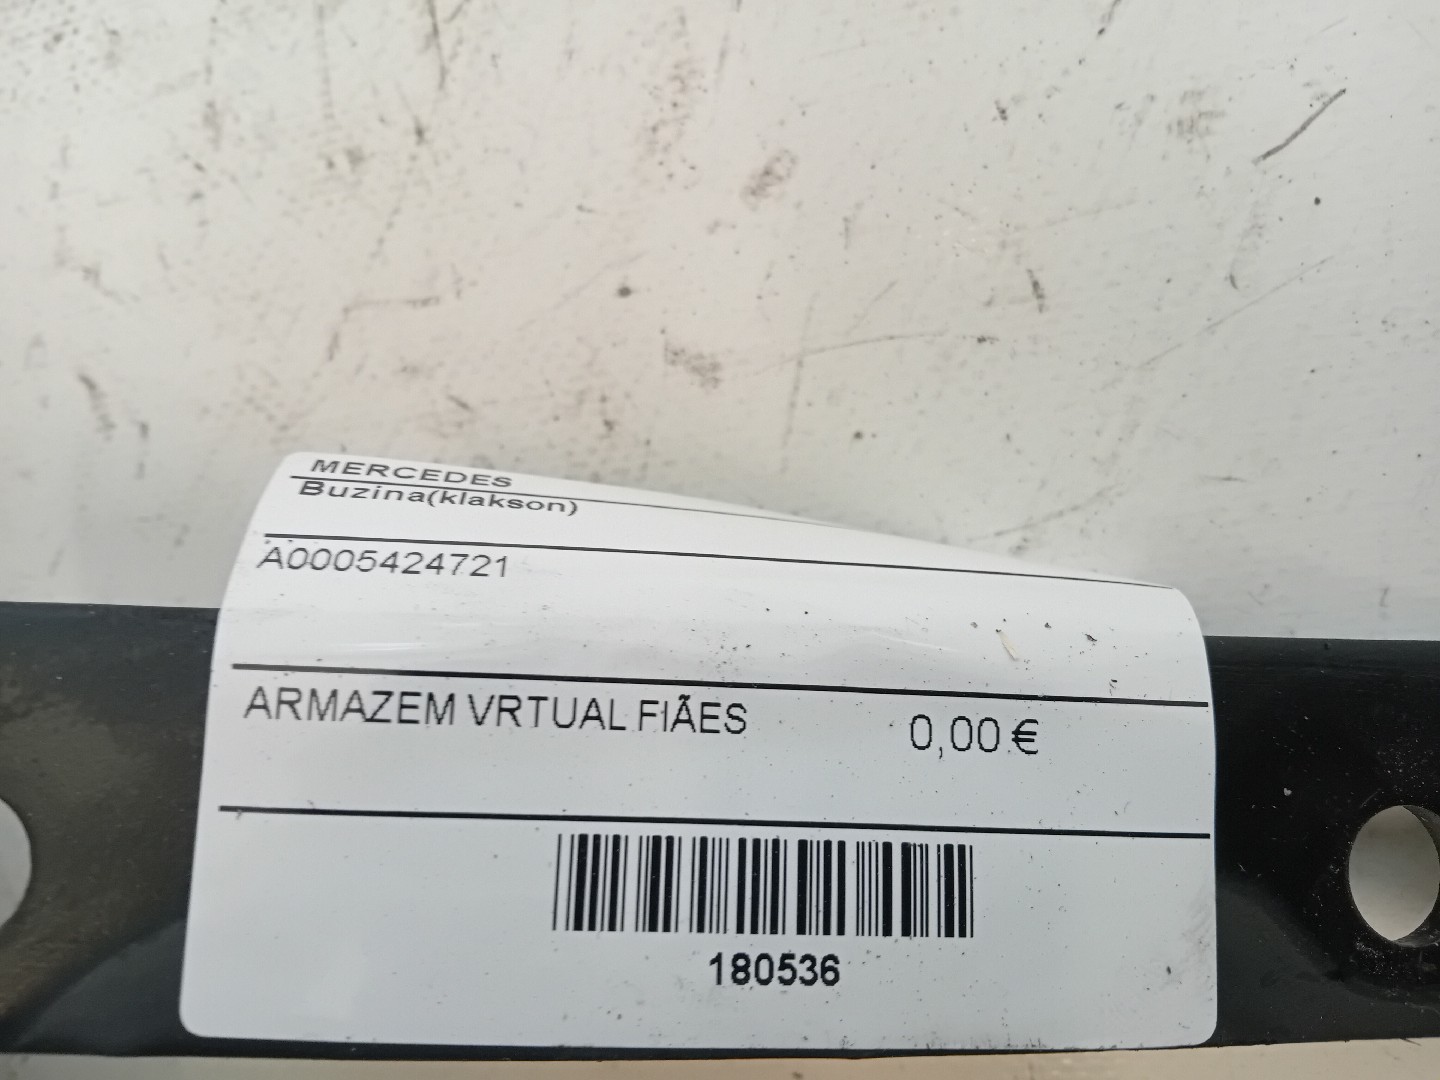 MERCEDES
Buzina(klakson)
A0005424721
ARMAZEM VRTUAL FIÃES 0,00 €
180536